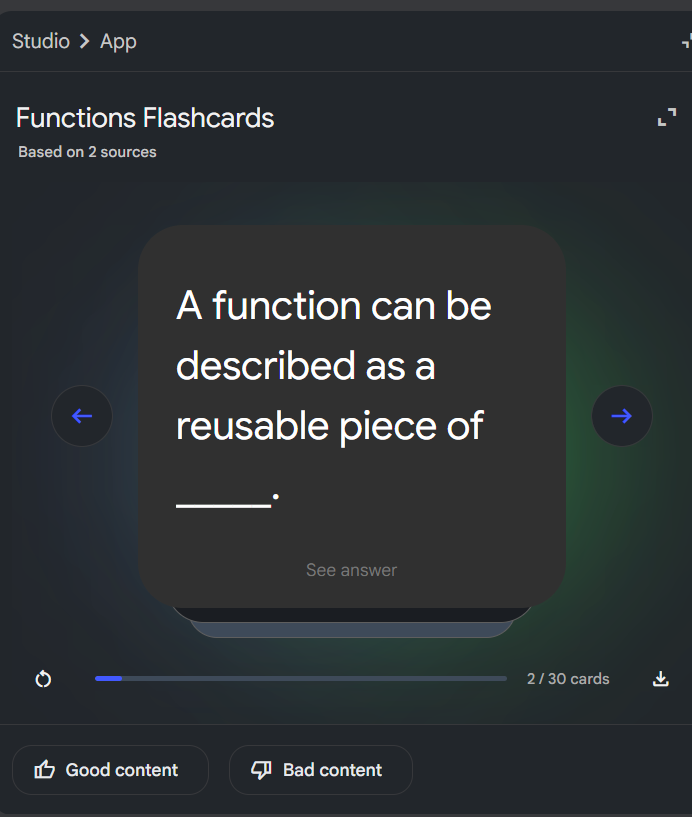 Studio > App
Functions Flashcards
Based on 2 sources
A function can be
described as a
reusable piece of
_____.
See answer
2 / 30 cards
Good content
Bad content